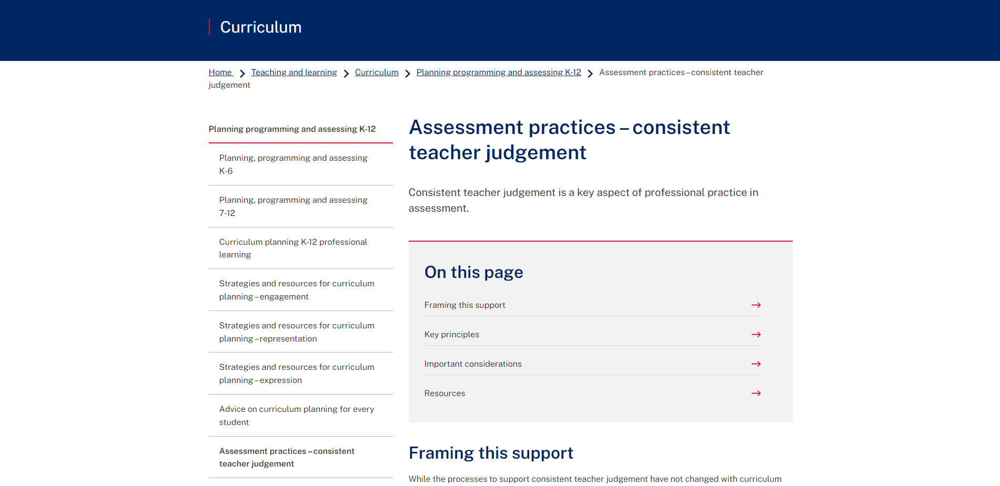 Curriculum
Home Teaching and learning Curriculum Planning programming and assessing K-12 Assessment practices – consistent teacher
judgement
Planning programming and assessing K-12
Planning, programming and assessing
K-6
Planning, programming and assessing
7-12
Curriculum planning K-12 professional
learning
Strategies and resources for curriculum
planning – engagement
Strategies and resources for curriculum
planning – representation
Strategies and resources for curriculum
planning – expression
Advice on curriculum planning for every
student
Assessment practices – consistent
teacher judgement
Assessment practices – consistent
teacher judgement
Consistent teacher judgement is a key aspect of professional practice in
assessment.
On this page
Framing this support
Key principles
Important considerations
Resources
Framing this support
While the processes to support consistent teacher judgement have not changed with curriculum